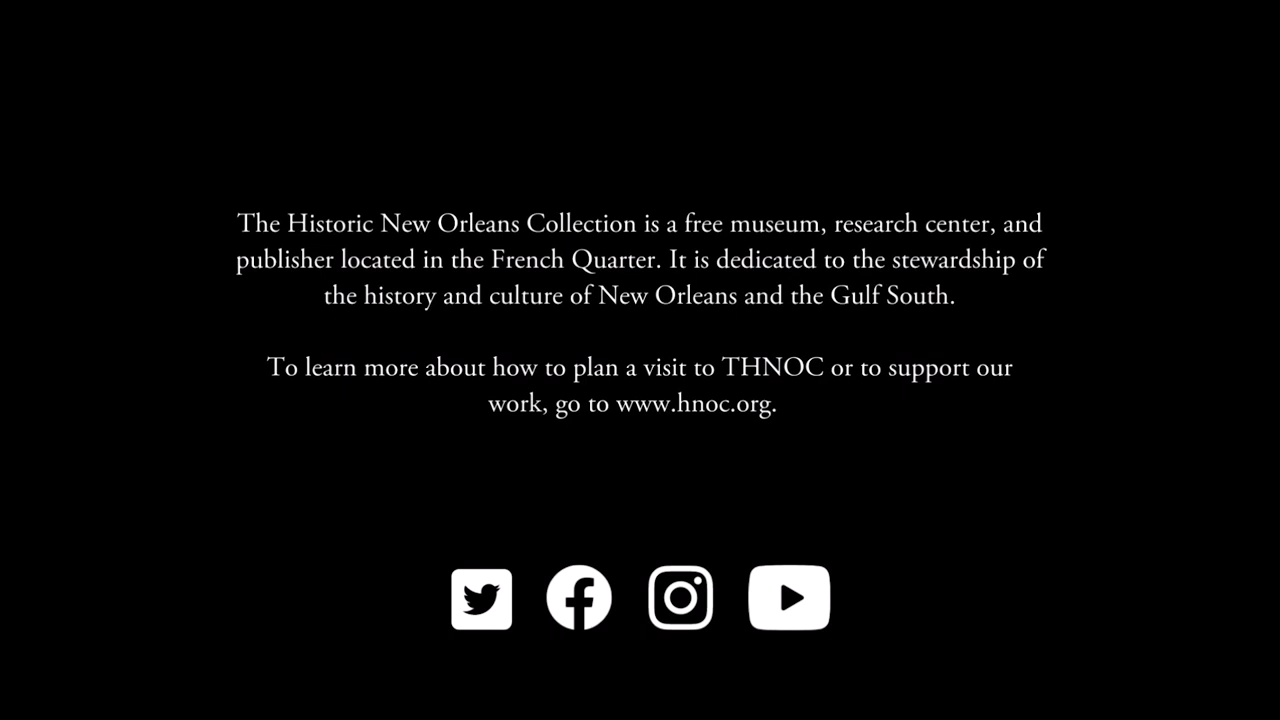 The Historic New Orleans Collection is a free museum, research center, and
publisher located in the French Quarter. It is dedicated to the stewardship of
the history and culture of New Orleans and the Gulf South.
To learn more about how to plan a visit to THNOC or to support our
work, go to www.hnoc.org.